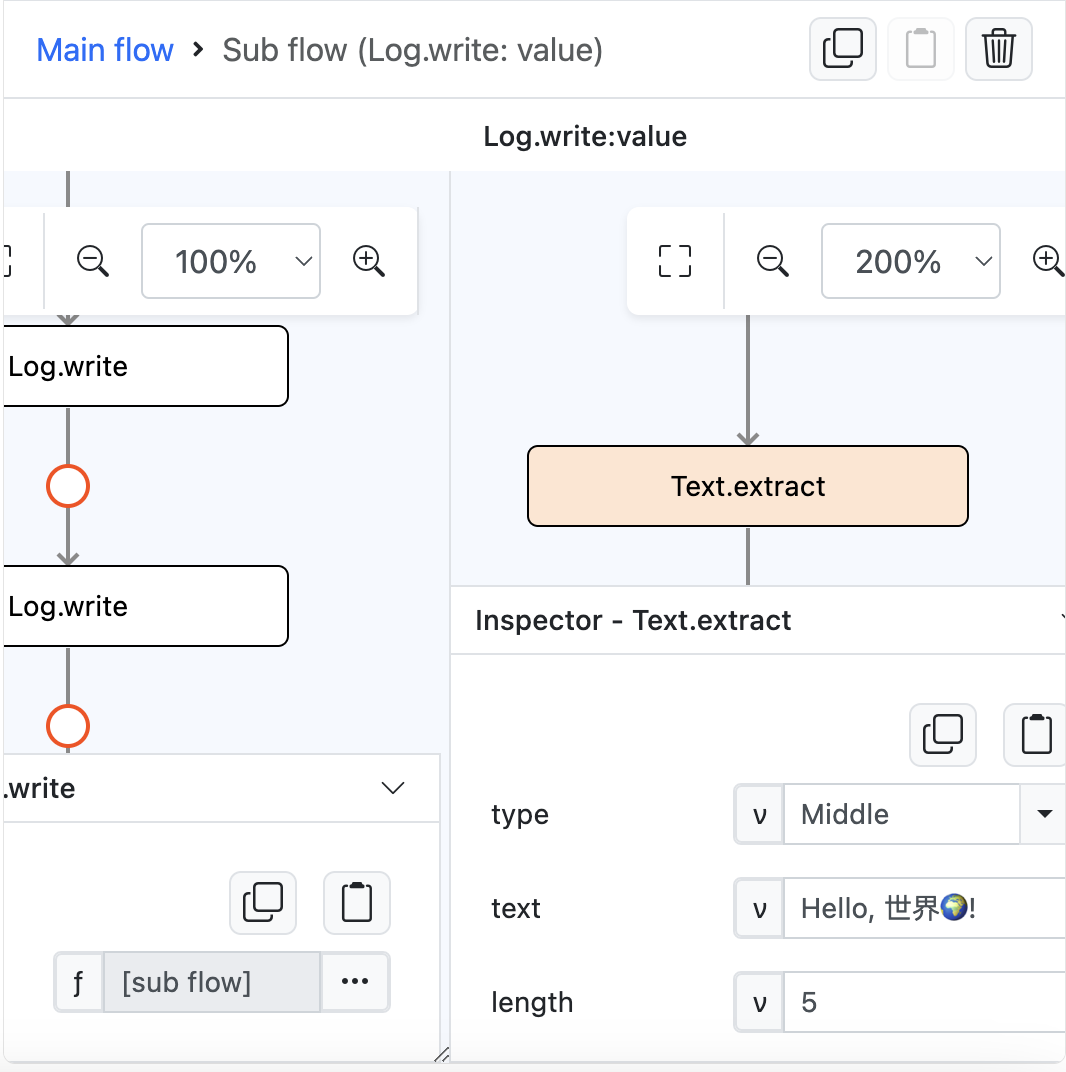 Main flow › Sub flow (Log.write: value)
Log.write:value
100%
200%
Log.write
Text.extract
Log.write
Inspector - Text.extract
.write
type
ν Middle
text
ν Hello, 世界🌍!
ƒ [sub flow] •••
length
ν 5